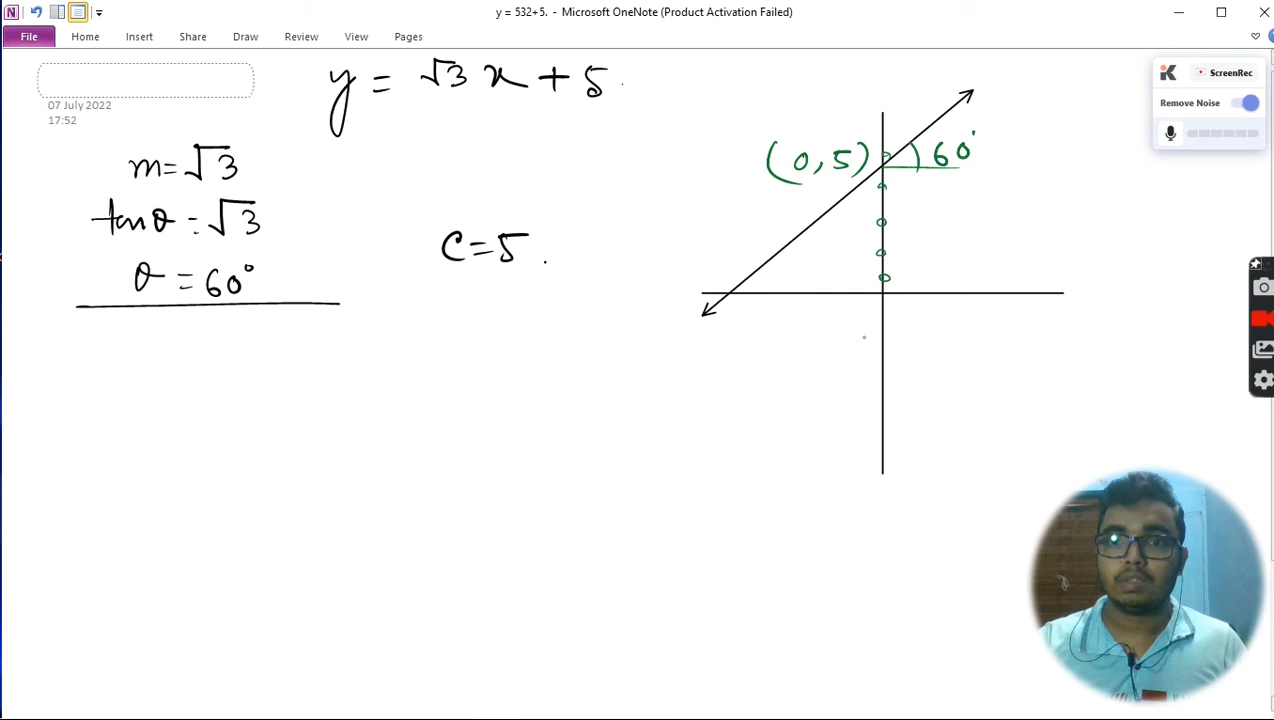 y = 532+5. - Microsoft OneNote (Product Activation Failed)
File Home Insert Share Draw Review View Pages
ScreenRec
Remove Noise
07 July 2022
17:52
y = √3 x + 5
m = √3
tanθ = √3
θ = 60°
C = 5.
(0, 5)
60°